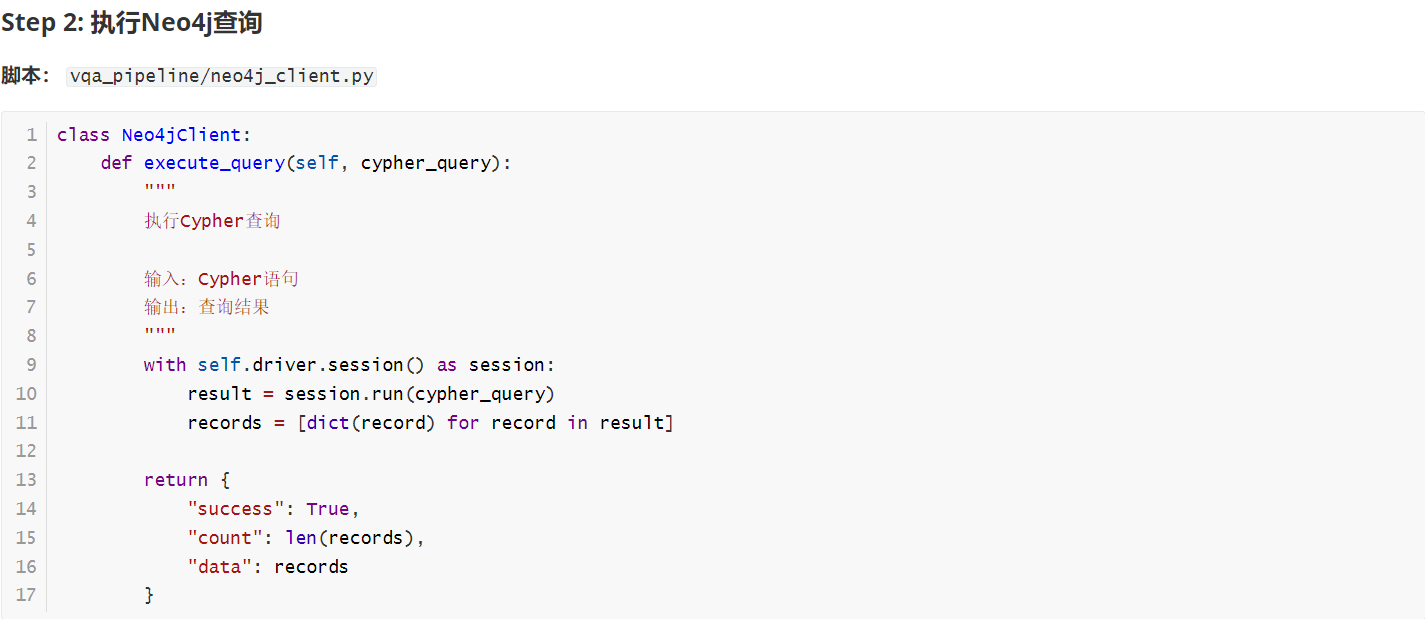 Step 2: 执行Neo4j查询
脚本： vqa_pipeline/neo4j_client.py
1 class Neo4jClient:
2     def execute_query(self, cypher_query):
3         """
4         执行Cypher查询
5
6         输入：Cypher语句
7         输出：查询结果
8         """
9         with self.driver.session() as session:
10             result = session.run(cypher_query)
11             records = [dict(record) for record in result]
12
13         return {
14             "success": True,
15             "count": len(records),
16             "data": records
17         }